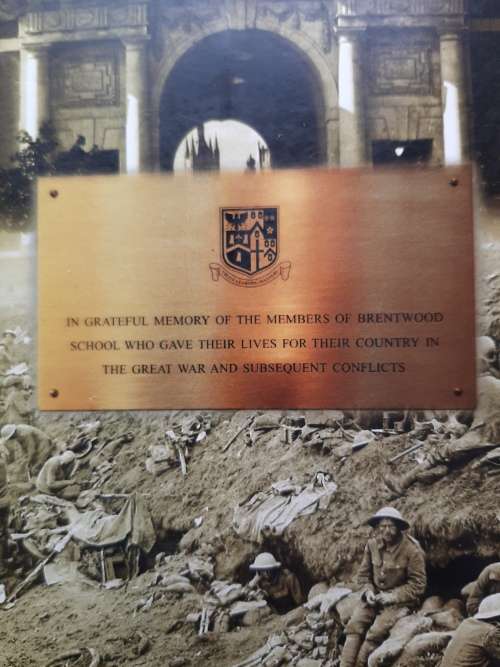 IN GRATEFUL MEMORY OF THE MEMBERS OF BRENTWOOD
SCHOOL WHO GAVE THEIR LIVES FOR THEIR COUNTRY IN
THE GREAT WAR AND SUBSEQUENT CONFLICTS